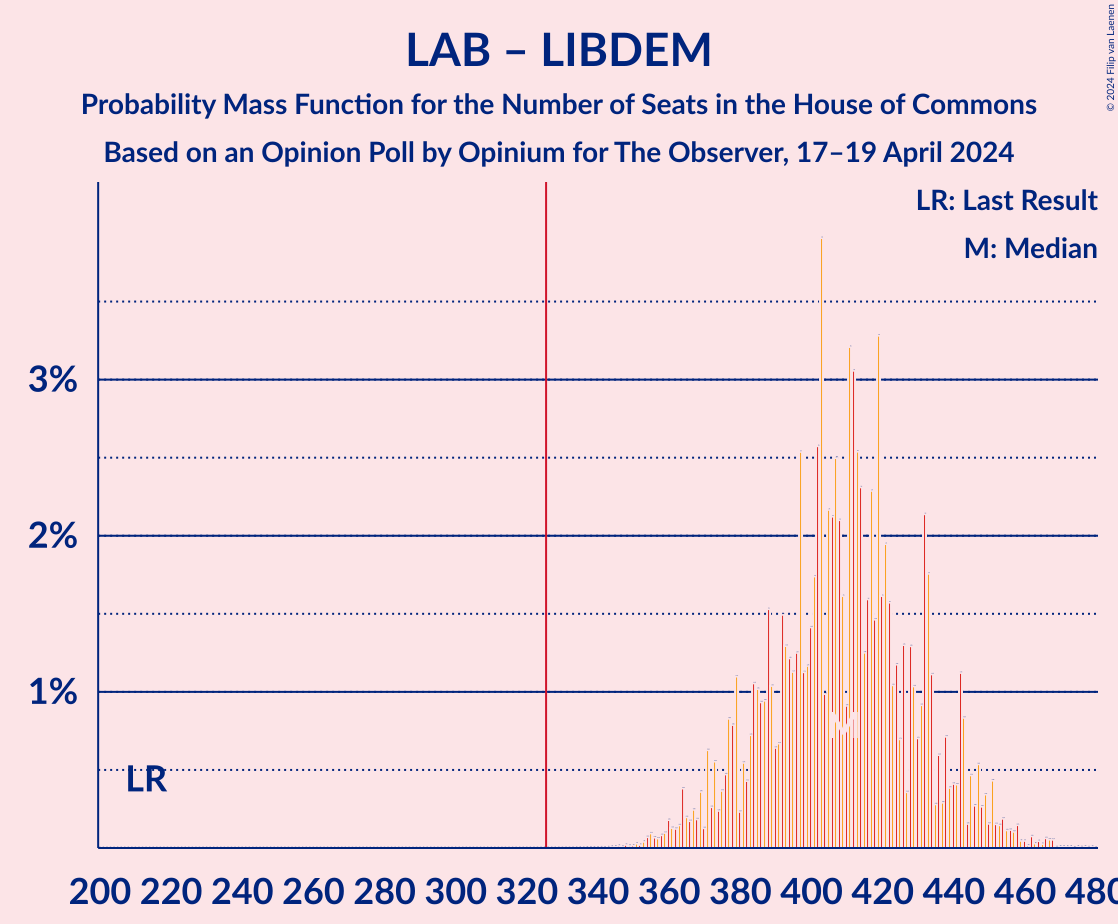 LAB – LIBDEM
Probability Mass Function for the Number of Seats in the House of Commons
Based on an Opinion Poll by Opinium for The Observer, 17–19 April 2024
© 2024 Filip van Laenen
LR: Last Result
M: Median
3%
2%
1%
LR
M
200 220 240 260 280 300 320 340 360 380 400 420 440 460 480